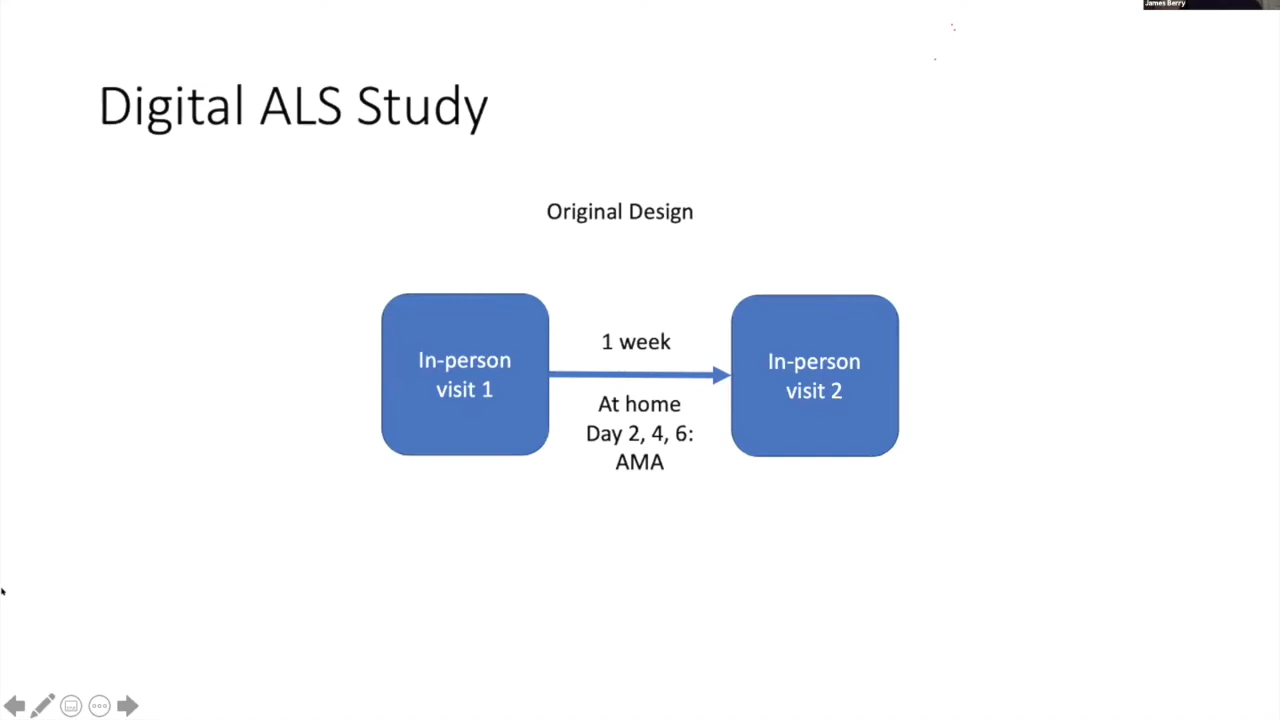 James Berry
Digital ALS Study
Original Design
In-person
visit 1
1 week
At home
Day 2, 4, 6:
AMA
In-person
visit 2